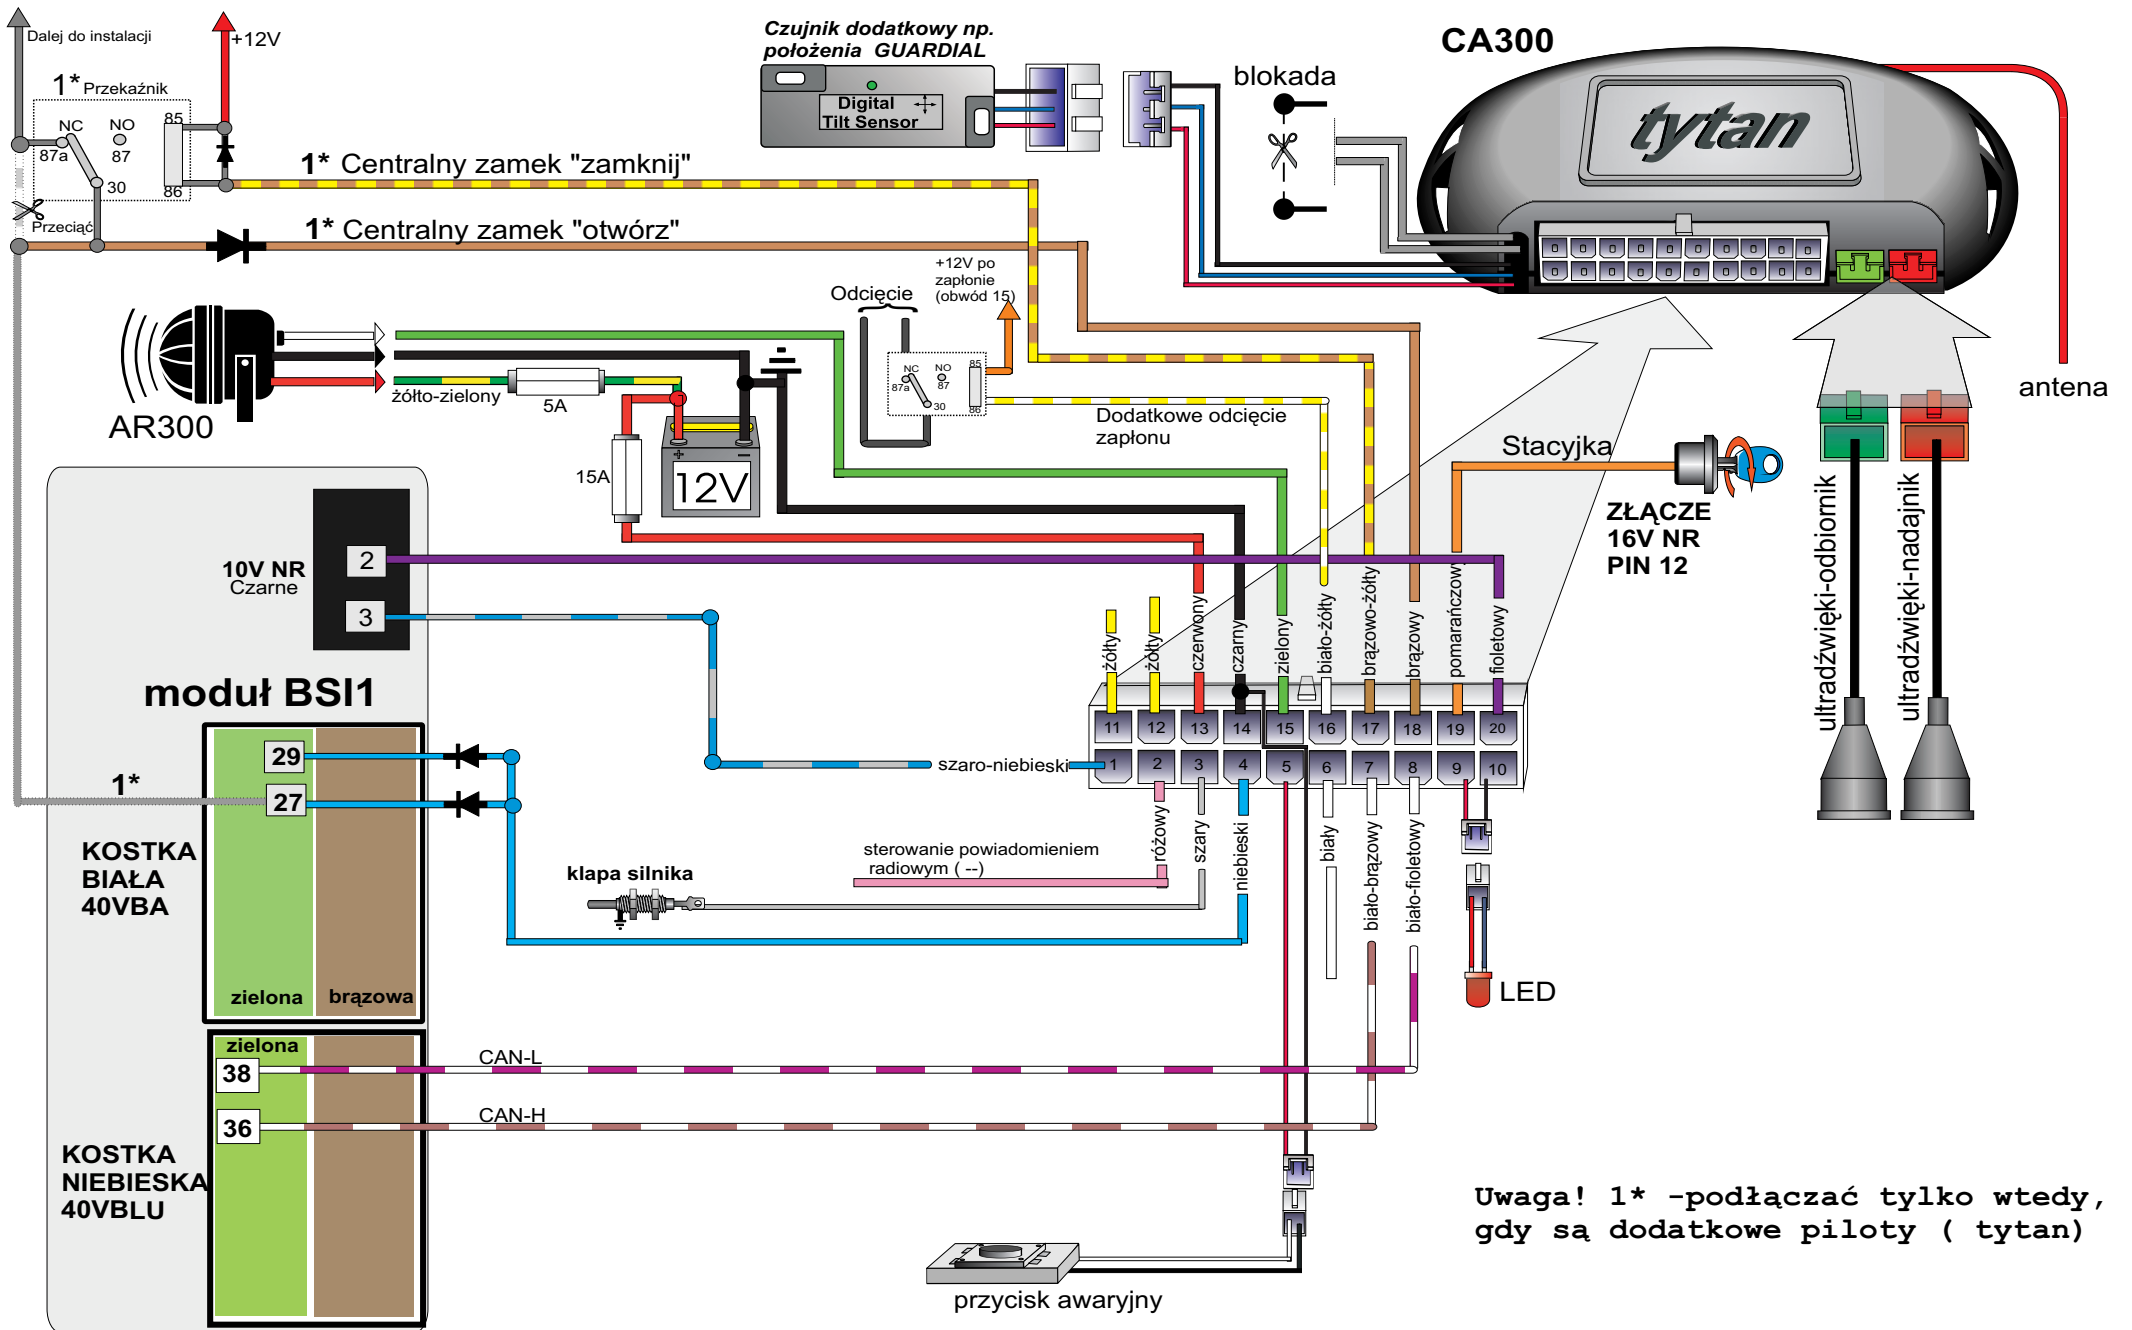 Dalej do instalacji
+12V
1* Przekaźnik
NC
NO
85
87a
87
30
86
Przeciąć
1* Centralny zamek "zamknij"
1* Centralny zamek "otwórz"
Czujnik dodatkowy np.
położenia GUARDIAL
Digital
Tilt Sensor
blokada
CA300
tytan
antena
AR300
żółto-zielony
5A
15A
+ −
12V
Odcięcie
+12V po
zapłonie
(obwód 15)
NC
NO
85
87a
87
30
86
Dodatkowe odcięcie
zapłonu
Stacyjka
ZŁĄCZE
16V NR
PIN 12
ultradźwięki-odbiornik
ultradźwięki-nadajnik
10V NR
Czarne
2
3
moduł BSI1
29
27
1*
KOSTKA
BIAŁA
40VBA
zielona
brązowa
zielona
38
36
KOSTKA
NIEBIESKA
40VBLU
CAN-L
CAN-H
szaro-niebieski
żółty
żółty
czerwony
czarny
zielony
biało-żółty
brązowo-żółty
brązowy
pomarańczowy
fioletowy
11 12 13 14 15 16 17 18 19 20
1 2 3 4 5 6 7 8 9 10
różowy
szary
niebieski
biały
biało-brązowy
biało-fioletowy
sterowanie powiadomieniem
radiowym ( --)
klapa silnika
LED
przycisk awaryjny
Uwaga! 1* -podłączać tylko wtedy,
gdy są dodatkowe piloty ( tytan)